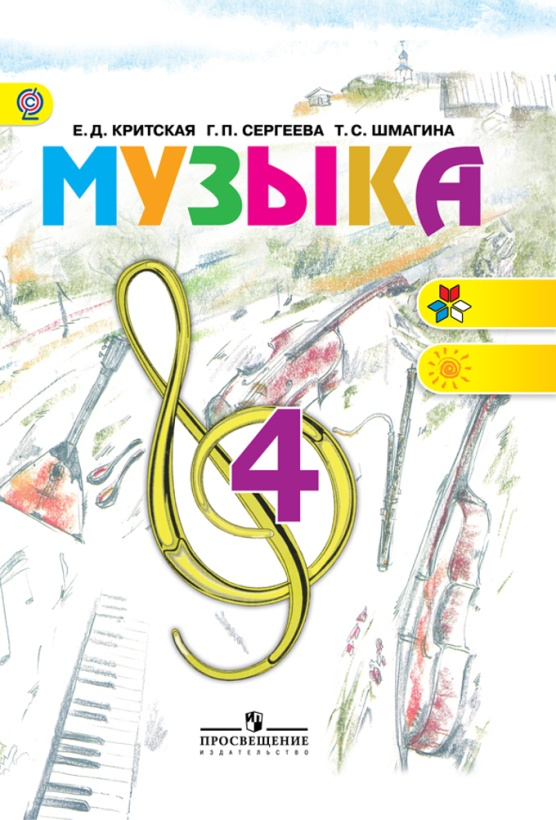 Е. Д. КРИТСКАЯ Г. П. СЕРГЕЕВА Т. С. ШМАГИНА
МУЗЫКА
4
ПРОСВЕЩЕНИЕ
ИЗДАТЕЛЬСТВО